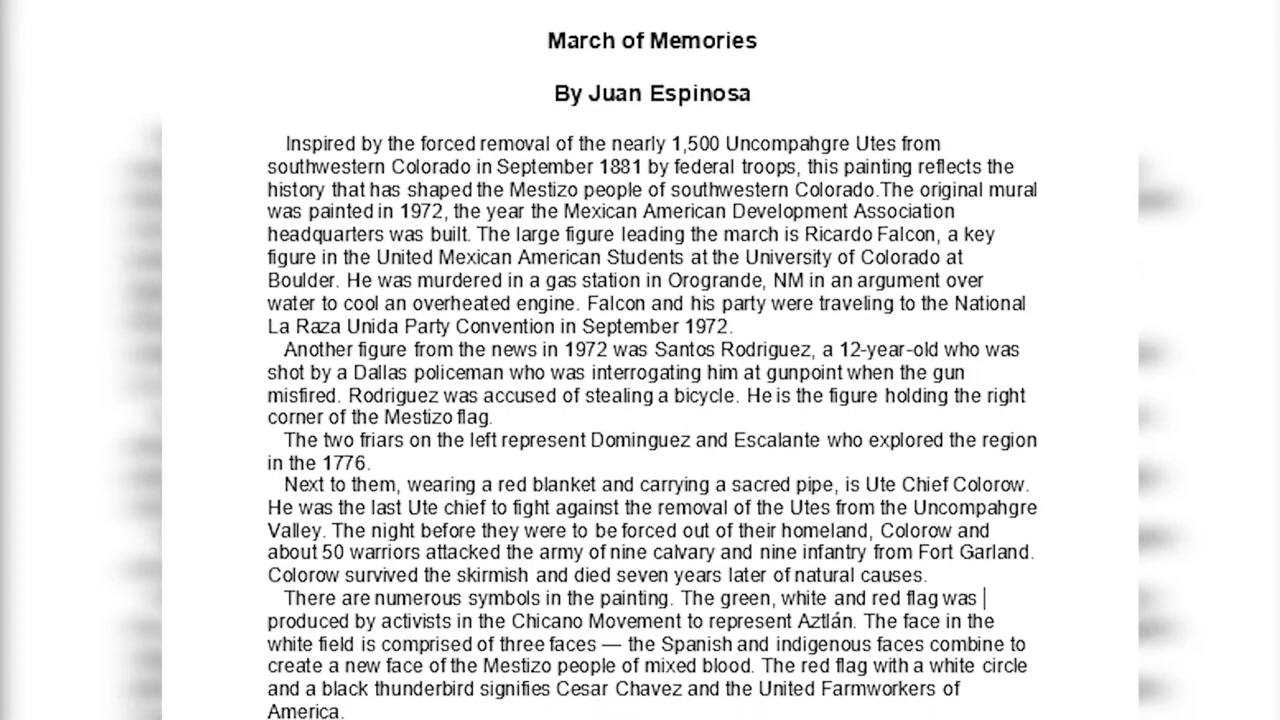 March of Memories
By Juan Espinosa
Inspired by the forced removal of the nearly 1,500 Uncompahgre Utes from
southwestern Colorado in September 1881 by federal troops, this painting reflects the
history that has shaped the Mestizo people of southwestern Colorado.The original mural
was painted in 1972, the year the Mexican American Development Association
headquarters was built. The large figure leading the march is Ricardo Falcon, a key
figure in the United Mexican American Students at the University of Colorado at
Boulder. He was murdered in a gas station in Orogrande, NM in an argument over
water to cool an overheated engine. Falcon and his party were traveling to the National
La Raza Unida Party Convention in September 1972.
Another figure from the news in 1972 was Santos Rodriguez, a 12-year-old who was
shot by a Dallas policeman who was interrogating him at gunpoint when the gun
misfired. Rodriguez was accused of stealing a bicycle. He is the figure holding the right
corner of the Mestizo flag.
The two friars on the left represent Dominguez and Escalante who explored the region
in the 1776.
Next to them, wearing a red blanket and carrying a sacred pipe, is Ute Chief Colorow.
He was the last Ute chief to fight against the removal of the Utes from the Uncompahgre
Valley. The night before they were to be forced out of their homeland, Colorow and
about 50 warriors attacked the army of nine calvary and nine infantry from Fort Garland.
Colorow survived the skirmish and died seven years later of natural causes.
There are numerous symbols in the painting. The green, white and red flag was
produced by activists in the Chicano Movement to represent Aztlán. The face in the
white field is comprised of three faces — the Spanish and indigenous faces combine to
create a new face of the Mestizo people of mixed blood. The red flag with a white circle
and a black thunderbird signifies Cesar Chavez and the United Farmworkers of
America.